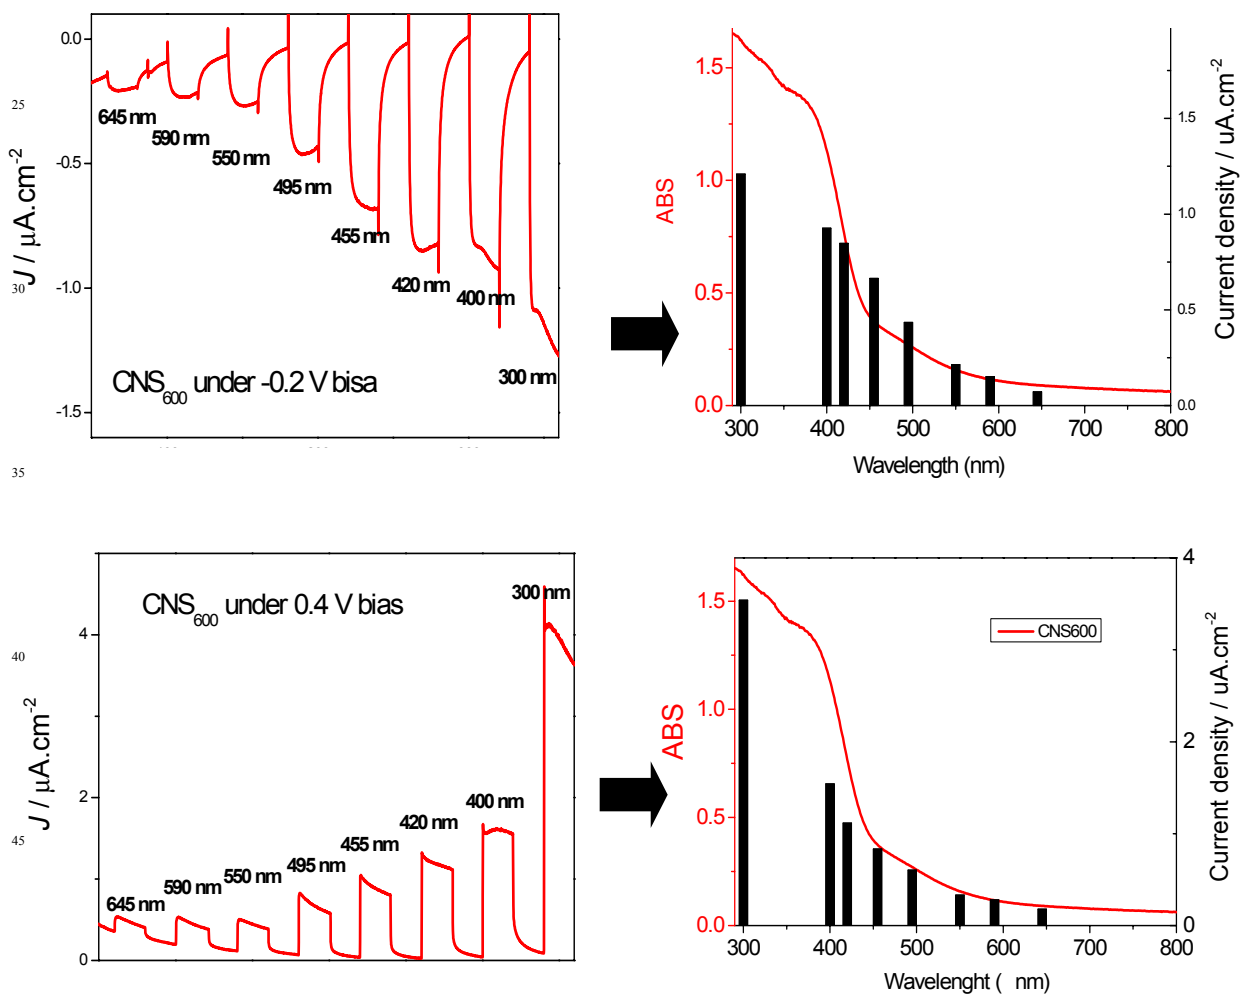 0.0
-0.5
-1.0
-1.5
J / μA.cm-2
25
30
35
40
45
645 nm
590 nm
550 nm
495 nm
455 nm
420 nm
400 nm
300 nm
CNS600 under -0.2 V bisa
1.5
1.0
0.5
0.0
ABS
1.5
1.0
0.5
0.0
Current density / uA.cm-2
300 400 500 600 700 800
Wavelength (nm)
4
2
0
J / μA.cm-2
CNS600 under 0.4 V bias
645 nm
590 nm
550 nm
495 nm
455 nm
420 nm
400 nm
300 nm
1.5
1.0
0.5
0.0
ABS
CNS600
4
2
0
Current density / uA.cm-2
300 400 500 600 700 800
Wavelenght ( nm)